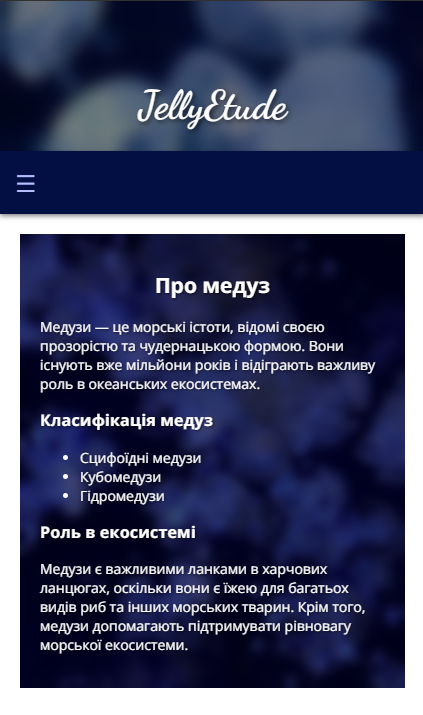 JellyEtude
☰
Про медуз
Медузи — це морські істоти, відомі своєю
прозорістю та чудернацькою формою. Вони
існують вже мільйони років і відіграють важливу
роль в океанських екосистемах.
Класифікація медуз
• Сцифоїдні медузи
• Кубомедузи
• Гідромедузи
Роль в екосистемі
Медузи є важливими ланками в харчових
ланцюгах, оскільки вони є їжею для багатьох
видів риб та інших морських тварин. Крім того,
медузи допомагають підтримувати рівновагу
морської екосистеми.